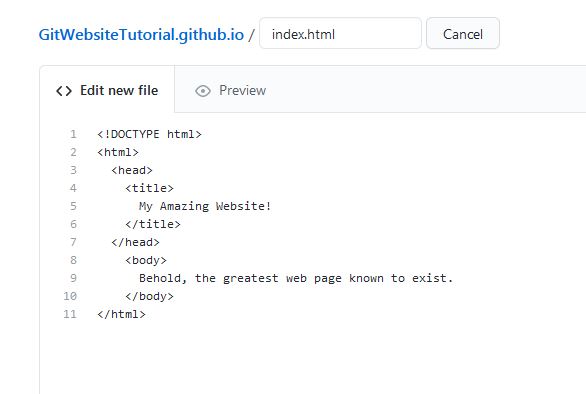 GitWebsiteTutorial.github.io / index.html Cancel
<> Edit new file Preview
1 <!DOCTYPE html>
2 <html>
3   <head>
4     <title>
5       My Amazing Website!
6     </title>
7   </head>
8     <body>
9       Behold, the greatest web page known to exist.
10     </body>
11 </html>